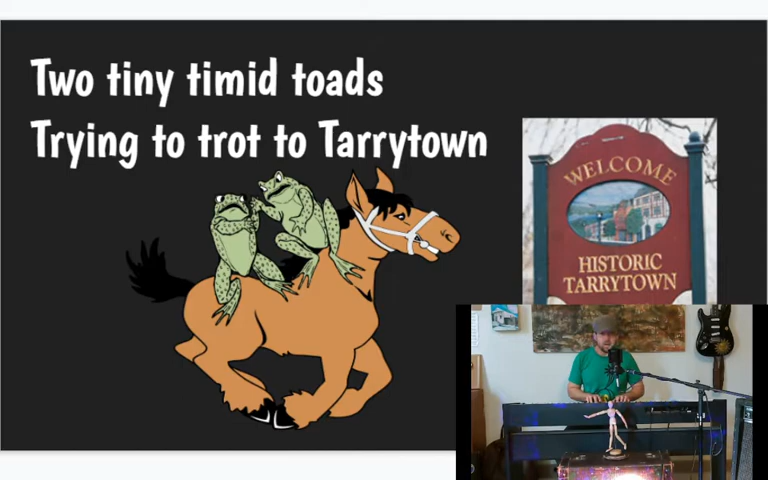 Two tiny timid toads
Trying to trot to Tarrytown
WELCOME
HISTORIC
TARRYTOWN